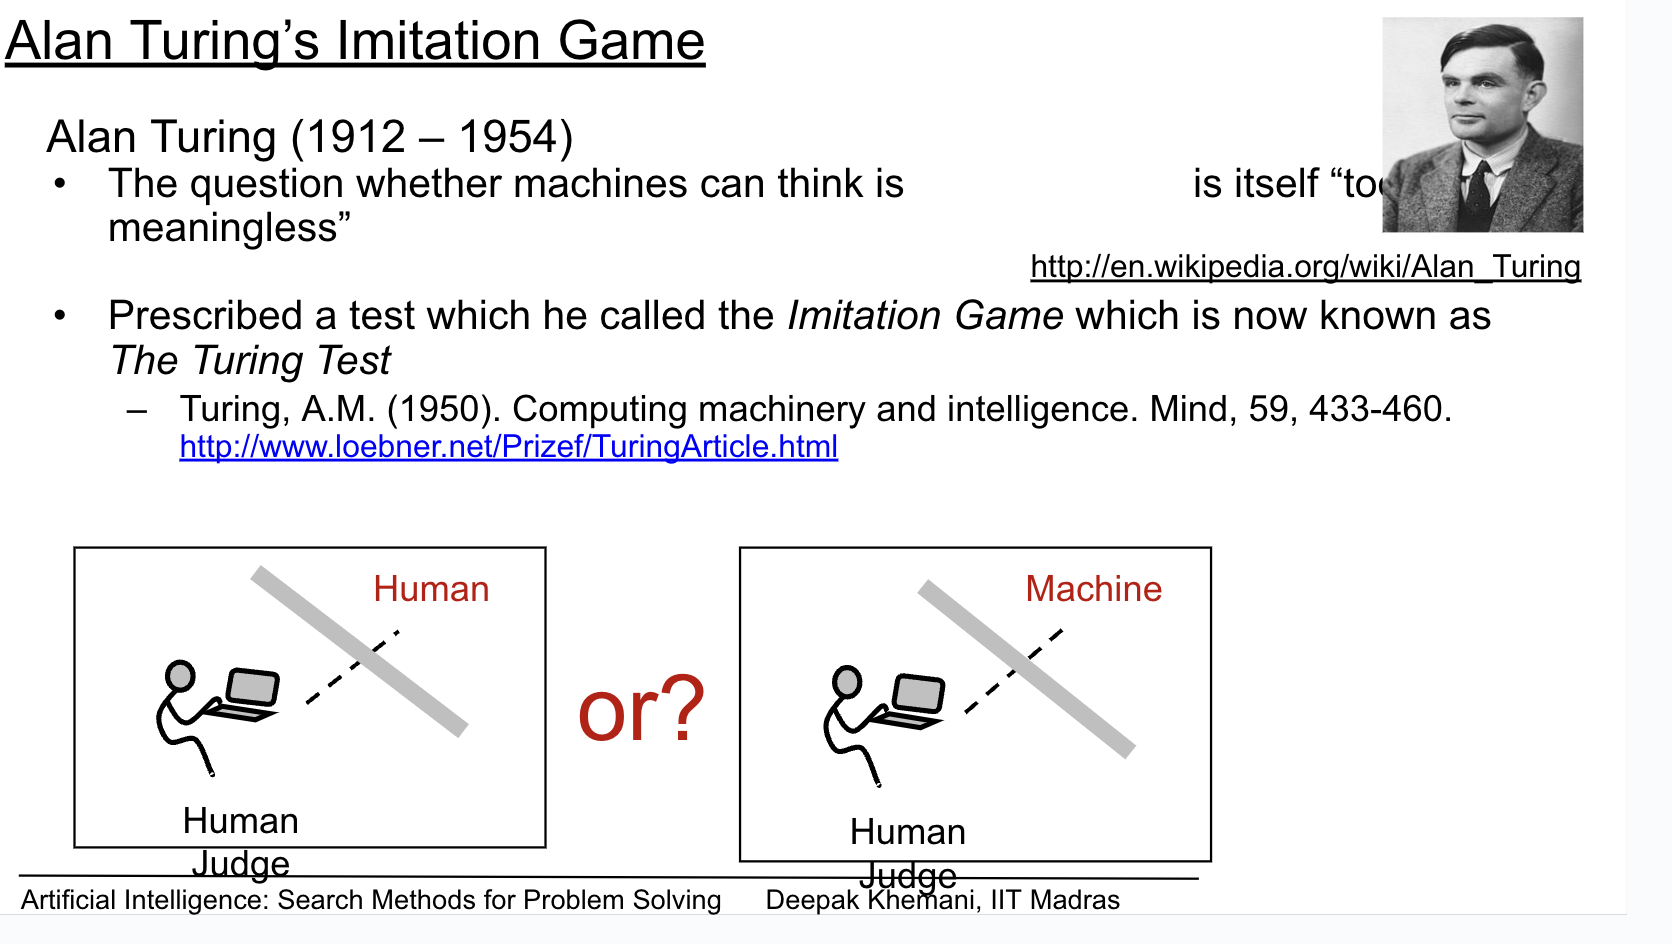 Alan Turing’s Imitation Game
Alan Turing (1912 – 1954)
• The question whether machines can think is is itself “too
meaningless”
http://en.wikipedia.org/wiki/Alan_Turing
• Prescribed a test which he called the Imitation Game which is now known as
The Turing Test
– Turing, A.M. (1950). Computing machinery and intelligence. Mind, 59, 433-460.
http://www.loebner.net/Prizef/TuringArticle.html
Human
Human
Judge
or?
Machine
Human
Judge
Artificial Intelligence: Search Methods for Problem Solving Deepak Khemani, IIT Madras